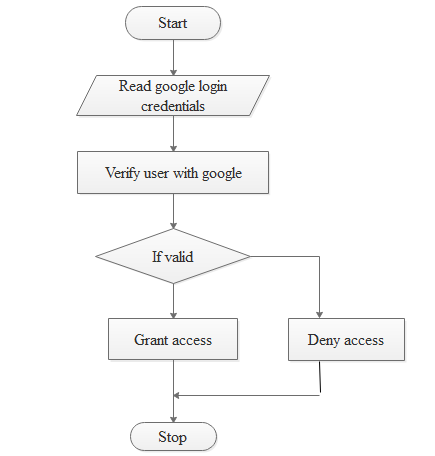 Start
Read google login
credentials
Verify user with google
If valid
Grant access
Deny access
Stop